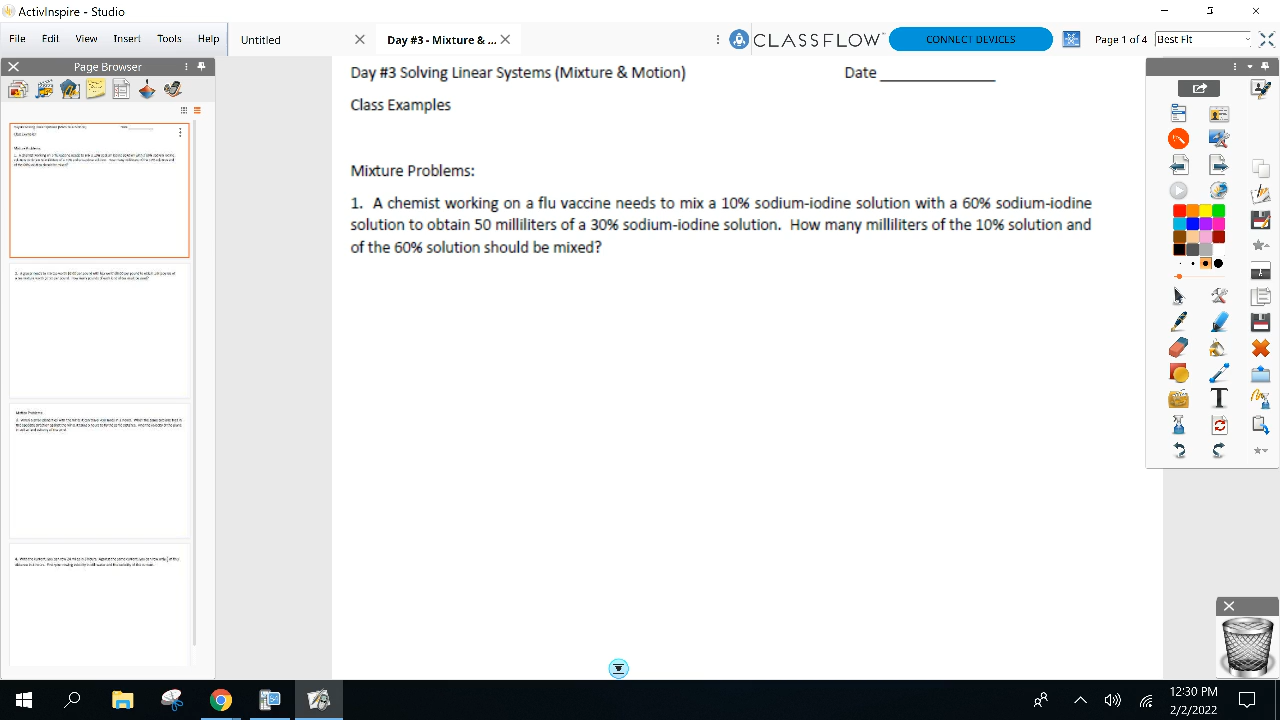 ActivInspire - Studio
File Edit View Insert Tools Help
Untitled
Day #3 - Mixture & ...
CLASSFLOW
CONNECT DEVICES
Page 1 of 4
Best Fit
Page Browser
Day #3 Solving Linear Systems (Mixture & Motion) Date
Class Examples
Mixture Problems:
1. A chemist working on a flu vaccine needs to mix a 10% sodium-iodine solution with a 60% sodium-iodine
solution to obtain 50 milliliters of a 30% sodium-iodine solution. How many milliliters of the 10% solution and
of the 60% solution should be mixed?
12:30 PM
2/2/2022